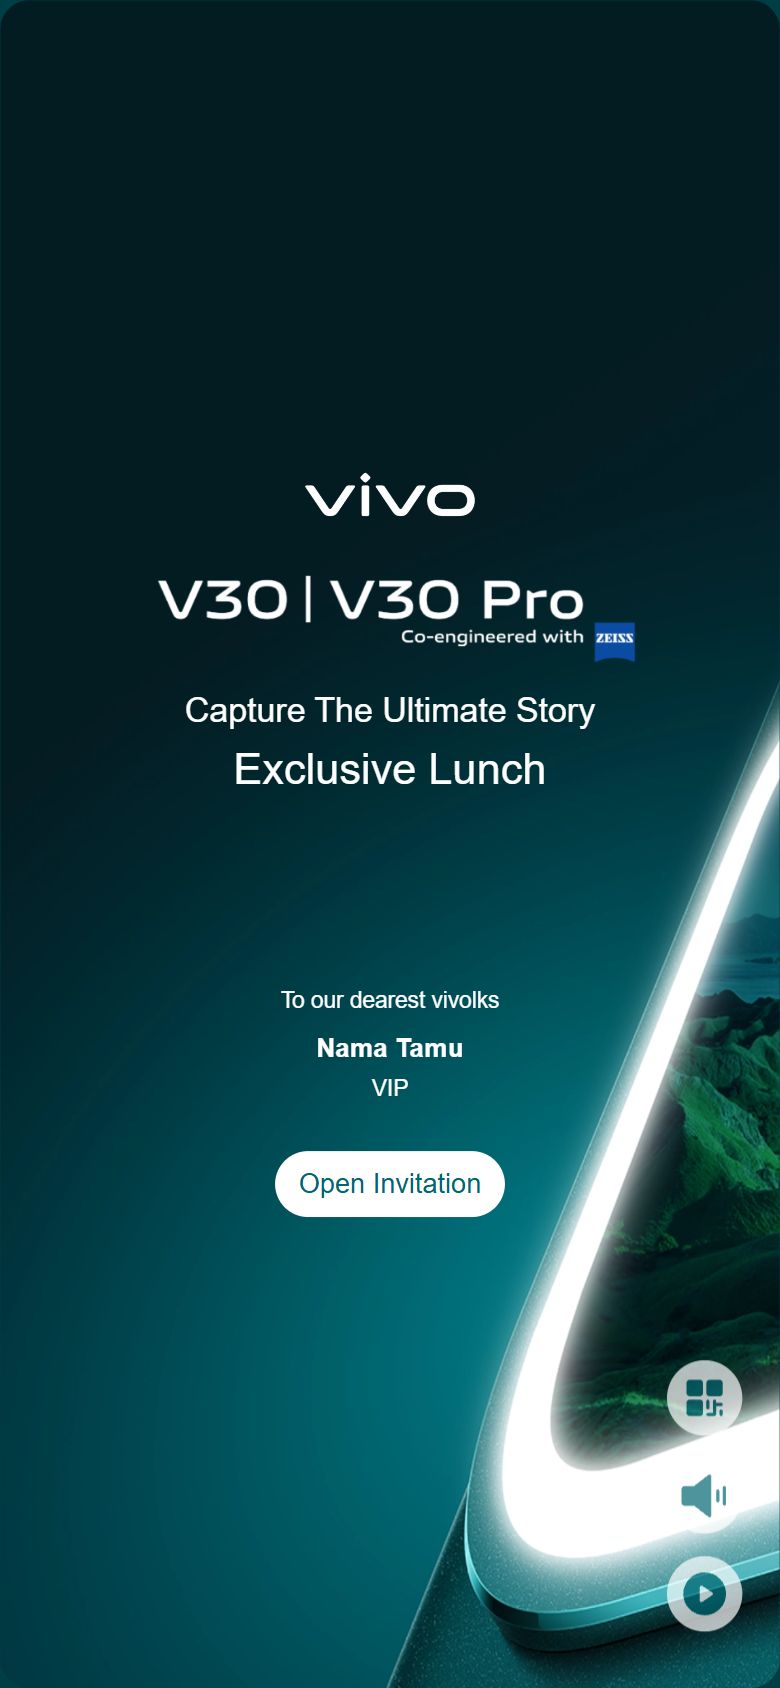 vivo
V30 | V30 Pro
Co-engineered with ZEISS
Capture The Ultimate Story
Exclusive Lunch
To our dearest vivolks
Nama Tamu
VIP
Open Invitation